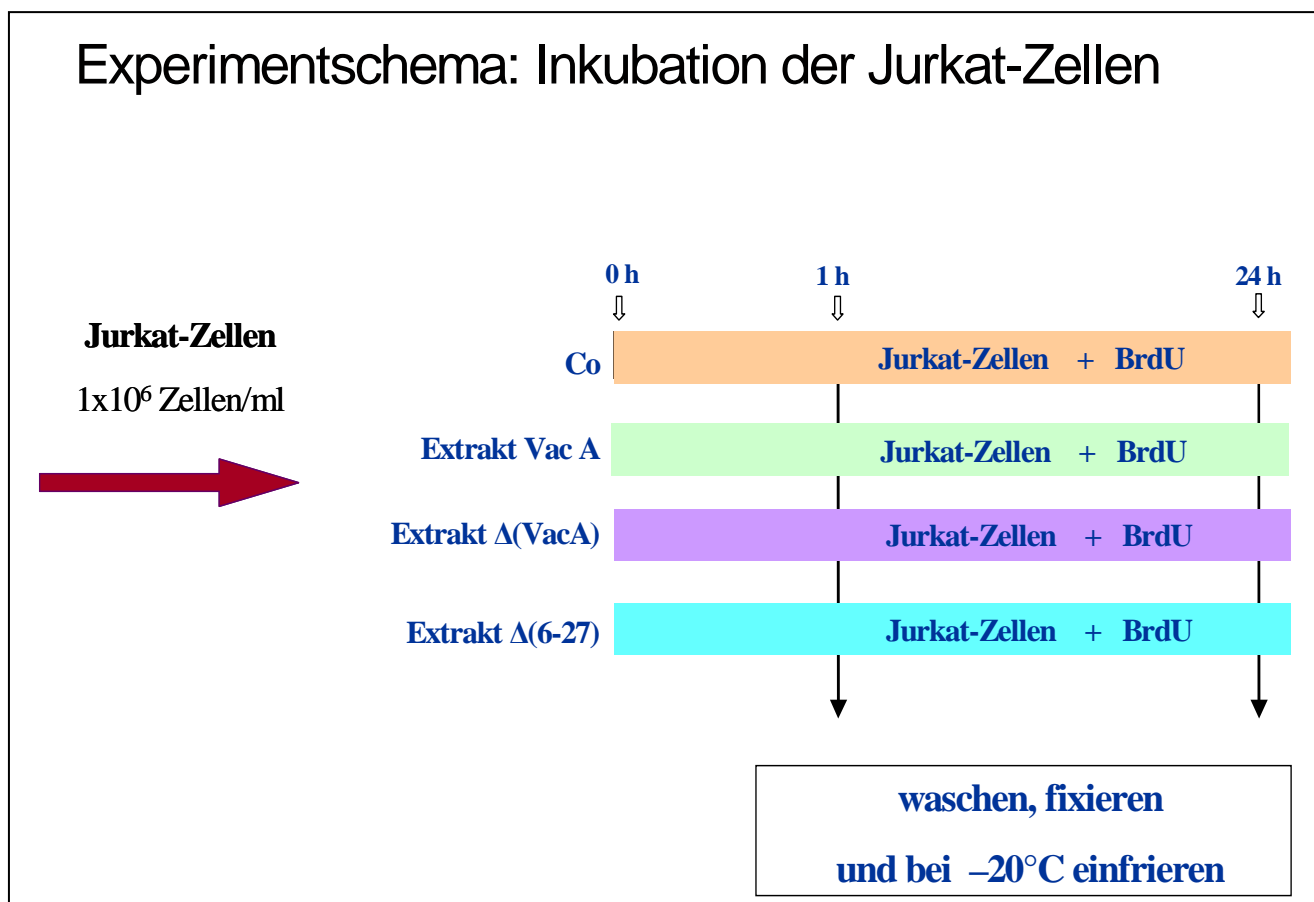 Experimentschema: Inkubation der Jurkat-Zellen
0 h 1 h 24 h
Jurkat-Zellen
1x10⁶ Zellen/ml
Co Jurkat-Zellen + BrdU
Extrakt Vac A Jurkat-Zellen + BrdU
Extrakt Δ(VacA) Jurkat-Zellen + BrdU
Extrakt Δ(6-27) Jurkat-Zellen + BrdU
waschen, fixieren
und bei –20°C einfrieren